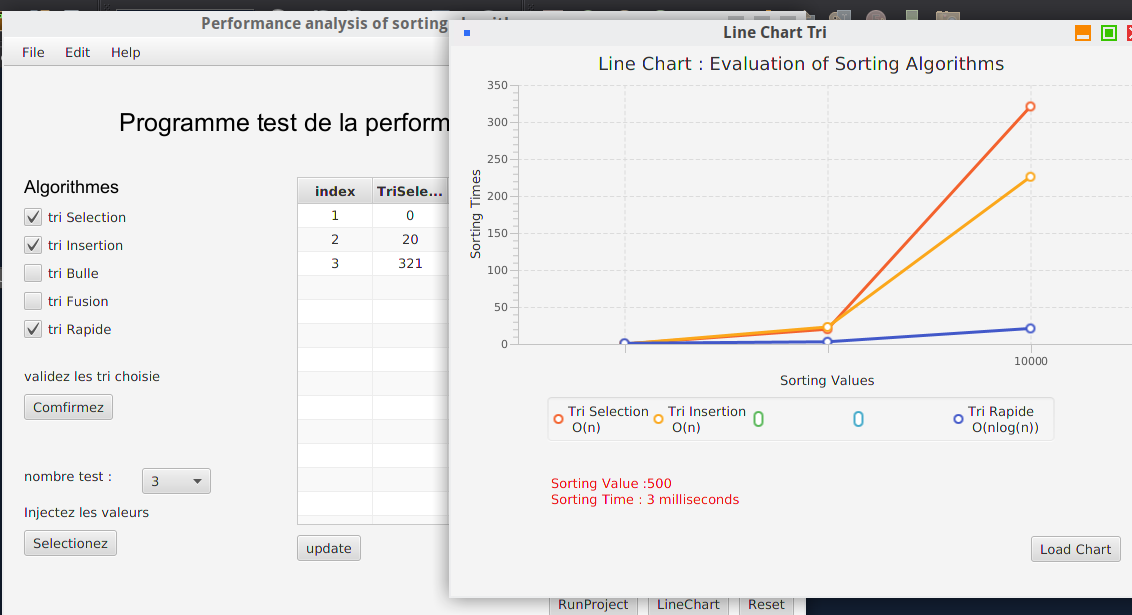 Performance analysis of sorting
File Edit Help
Programme test de la perform
Algorithmes
tri Selection
tri Insertion
tri Bulle
tri Fusion
tri Rapide
validez les tri choisie
Comfirmez
nombre test :
3
Injectez les valeurs
Selectionez
index TriSele...
1 0
2 20
3 321
update
RunProject LineChart Reset
Line Chart Tri
Line Chart : Evaluation of Sorting Algorithms
Sorting Times
350
300
250
200
150
100
50
0
10000
Sorting Values
Tri Selection
O(n)
Tri Insertion
O(n)
Tri Rapide
O(nlog(n))
Sorting Value :500
Sorting Time : 3 milliseconds
Load Chart